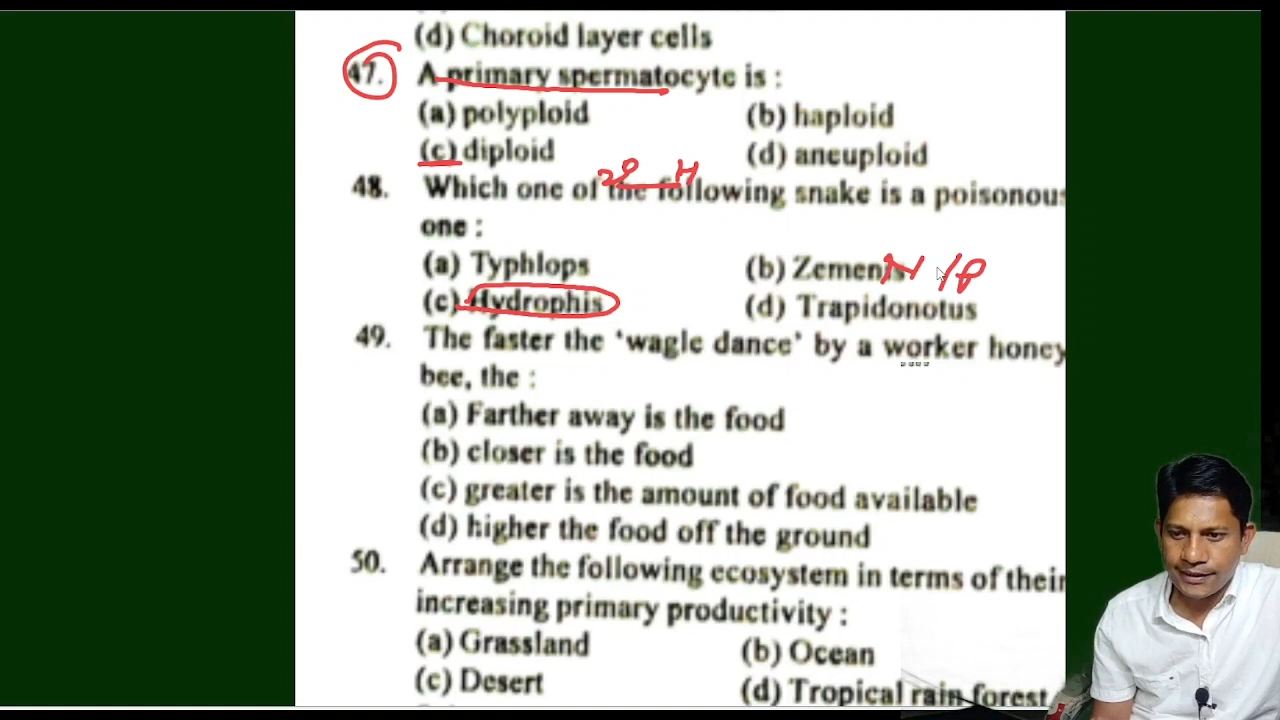 (d) Choroid layer cells
47. A primary spermatocyte is :
(a) polyploid (b) haploid
(c) diploid (d) aneuploid
48. Which one of the following snake is a poisonous
one :
(a) Typhlops (b) Zemenis
(c) Hydrophis (d) Trapidonotus
N/P
49. The faster the ‘wagle dance’ by a worker honey
bee, the :
(a) Farther away is the food
(b) closer is the food
(c) greater is the amount of food available
(d) higher the food off the ground
50. Arrange the following ecosystem in terms of their
increasing primary productivity :
(a) Grassland (b) Ocean
(c) Desert (d) Tropical rain forest